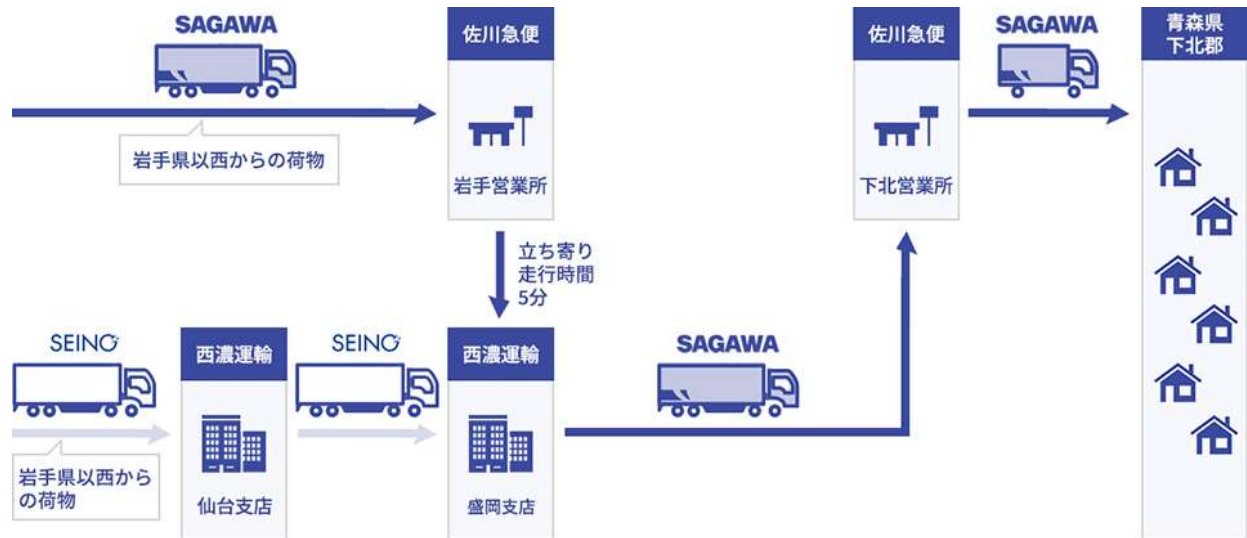 SAGAWA
佐川急便
岩手県以西からの荷物
岩手営業所
立ち寄り
走行時間
5分
SEINO
岩手県以西から
の荷物
西濃運輸
仙台支店
SEINO
西濃運輸
盛岡支店
SAGAWA
佐川急便
下北営業所
SAGAWA
青森県
下北郡